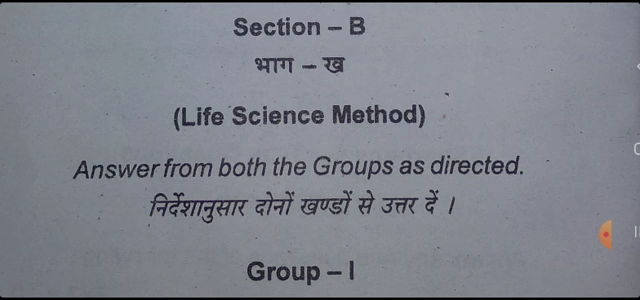 Section – B
भाग – ख
(Life Science Method)
Answer from both the Groups as directed.
निर्देशानुसार दोनों खण्डों से उत्तर दें ।
Group – I